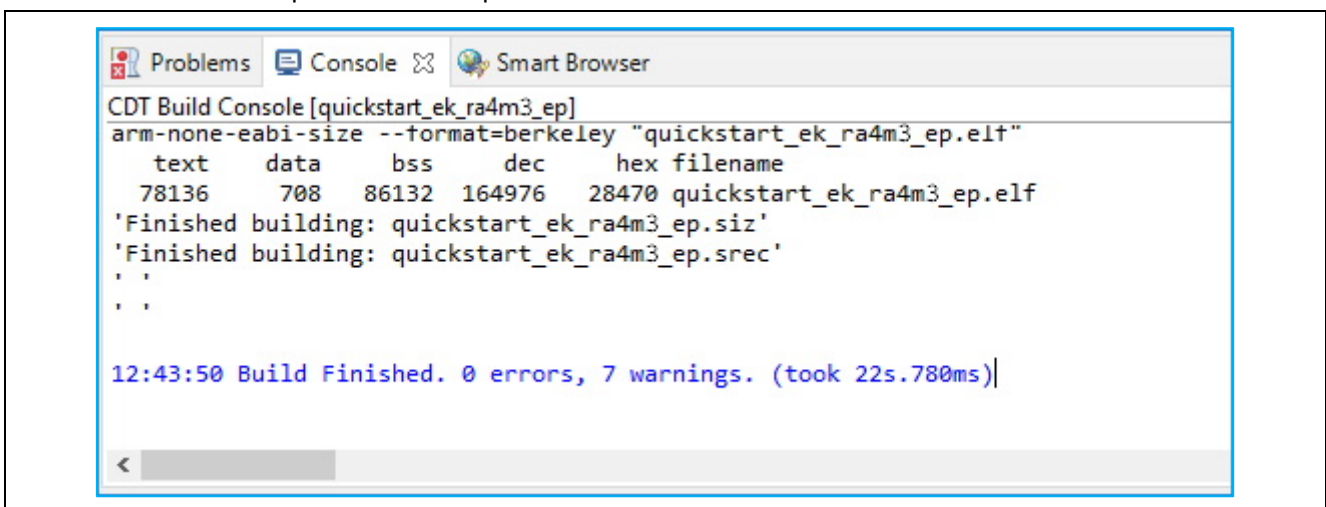 Problems Console Smart Browser
CDT Build Console [quickstart_ek_ra4m3_ep]
arm-none-eabi-size --format=berkeley "quickstart_ek_ra4m3_ep.elf"
   text    data     bss     dec     hex filename
  78136     708   86132  164976   28470 quickstart_ek_ra4m3_ep.elf
'Finished building: quickstart_ek_ra4m3_ep.siz'
'Finished building: quickstart_ek_ra4m3_ep.srec'
' '
' '
12:43:50 Build Finished. 0 errors, 7 warnings. (took 22s.780ms)